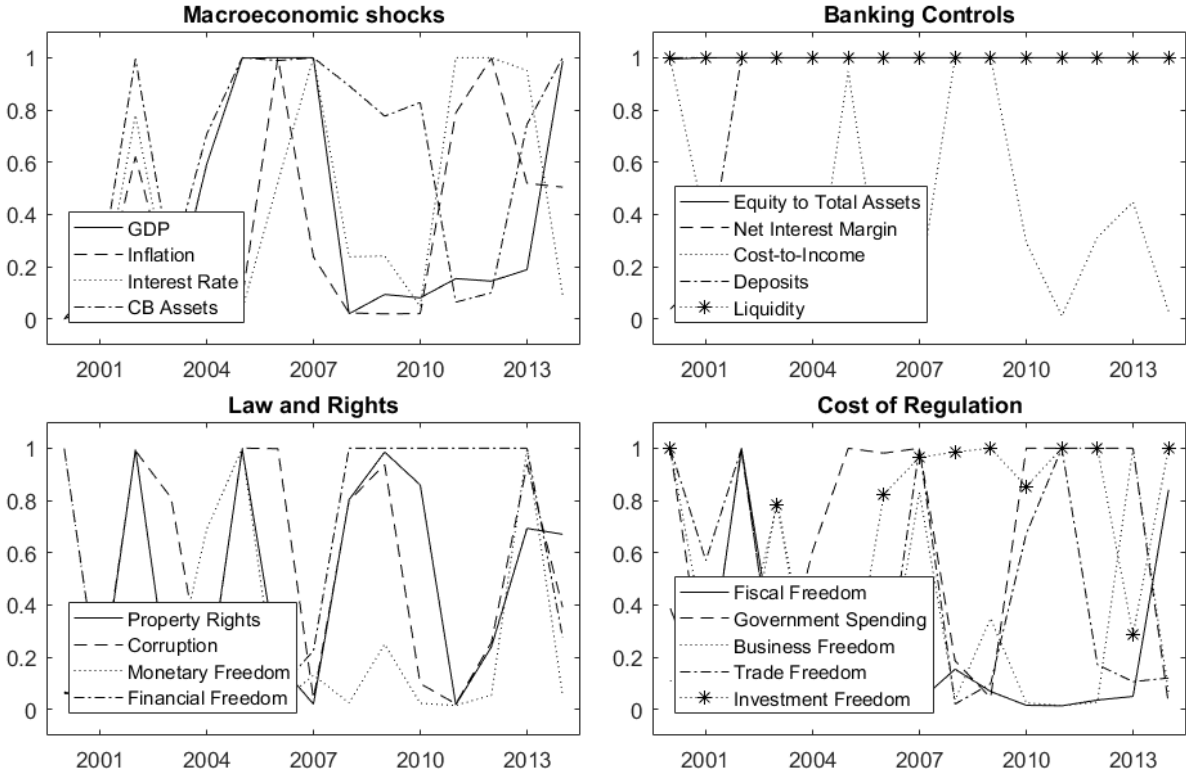 Macroeconomic shocks
1
0.8
0.6
0.4
0.2
0
GDP
Inflation
Interest Rate
CB Assets
2001 2004 2007 2010 2013
Banking Controls
1
0.8
0.6
0.4
0.2
0
Equity to Total Assets
Net Interest Margin
Cost-to-Income
Deposits
Liquidity
2001 2004 2007 2010 2013
Law and Rights
1
0.8
0.6
0.4
0.2
0
Property Rights
Corruption
Monetary Freedom
Financial Freedom
2001 2004 2007 2010 2013
Cost of Regulation
1
0.8
0.6
0.4
0.2
0
Fiscal Freedom
Government Spending
Business Freedom
Trade Freedom
Investment Freedom
2001 2004 2007 2010 2013